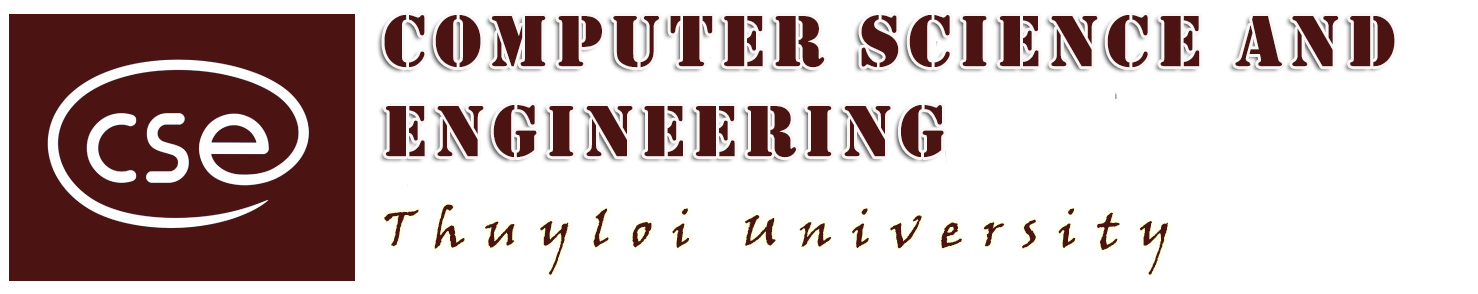 cse
COMPUTER SCIENCE AND
ENGINEERING
Thuyloi University